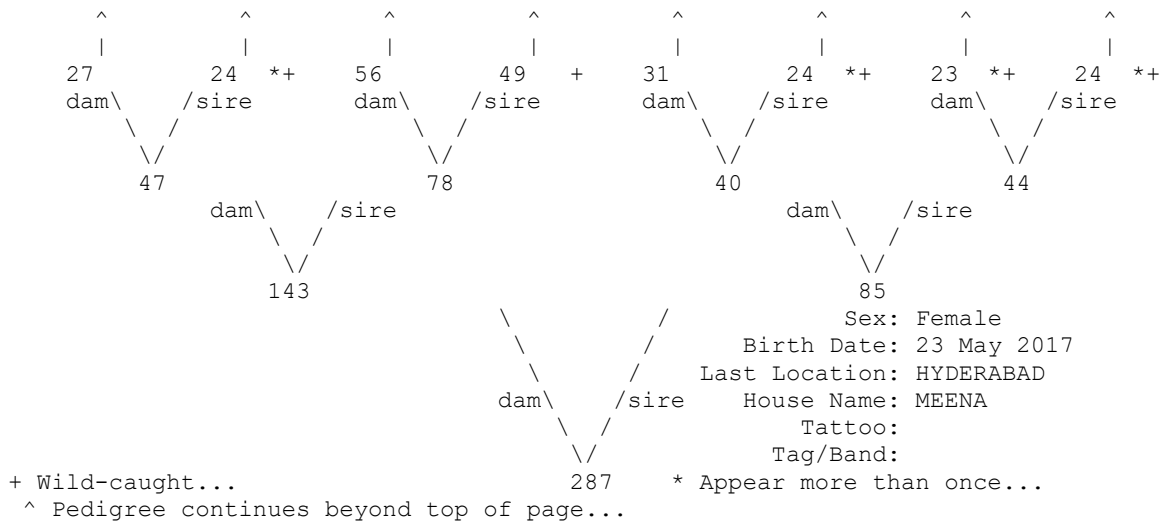 ^ ^ ^ ^ ^ ^ ^ ^
| | | | | | | |
27 24 *+ 56 49 + 31 24 *+ 23 *+ 24 *+
dam\ /sire dam\ /sire dam\ /sire dam\ /sire
\ / \ / \ / \ /
\/ \/ \/ \/
47 78 40 44
dam\ /sire dam\ /sire
\ / \ /
\/ \/
143 85
\ / Sex: Female
\ / Birth Date: 23 May 2017
\ / Last Location: HYDERABAD
dam\ /sire House Name: MEENA
\ / Tattoo:
\/ Tag/Band:
+ Wild-caught... 287 * Appear more than once...
^ Pedigree continues beyond top of page...